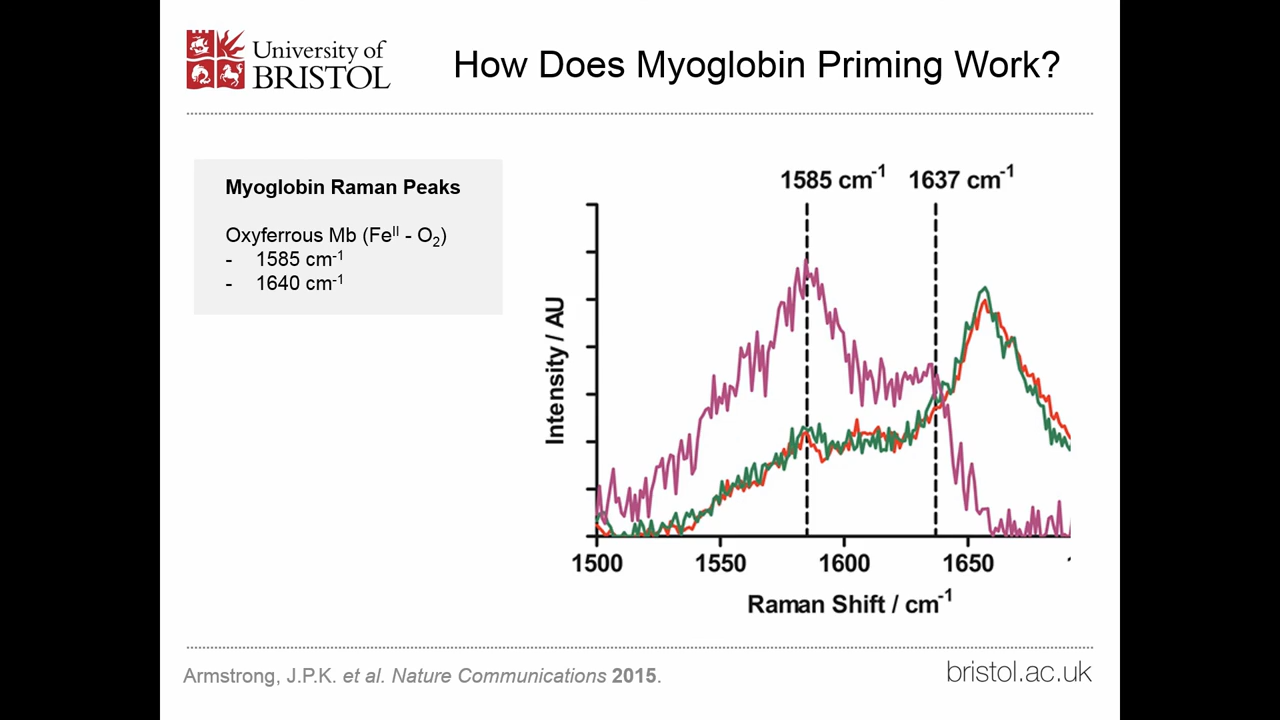 University of
BRISTOL
How Does Myoglobin Priming Work?
Myoglobin Raman Peaks
Oxyferrous Mb (Feᴵᴵ - O₂)
- 1585 cm⁻¹
- 1640 cm⁻¹
1585 cm⁻¹ 1637 cm⁻¹
Intensity / AU
1500 1550 1600 1650
Raman Shift / cm⁻¹
Armstrong, J.P.K. et al. Nature Communications 2015.
bristol.ac.uk